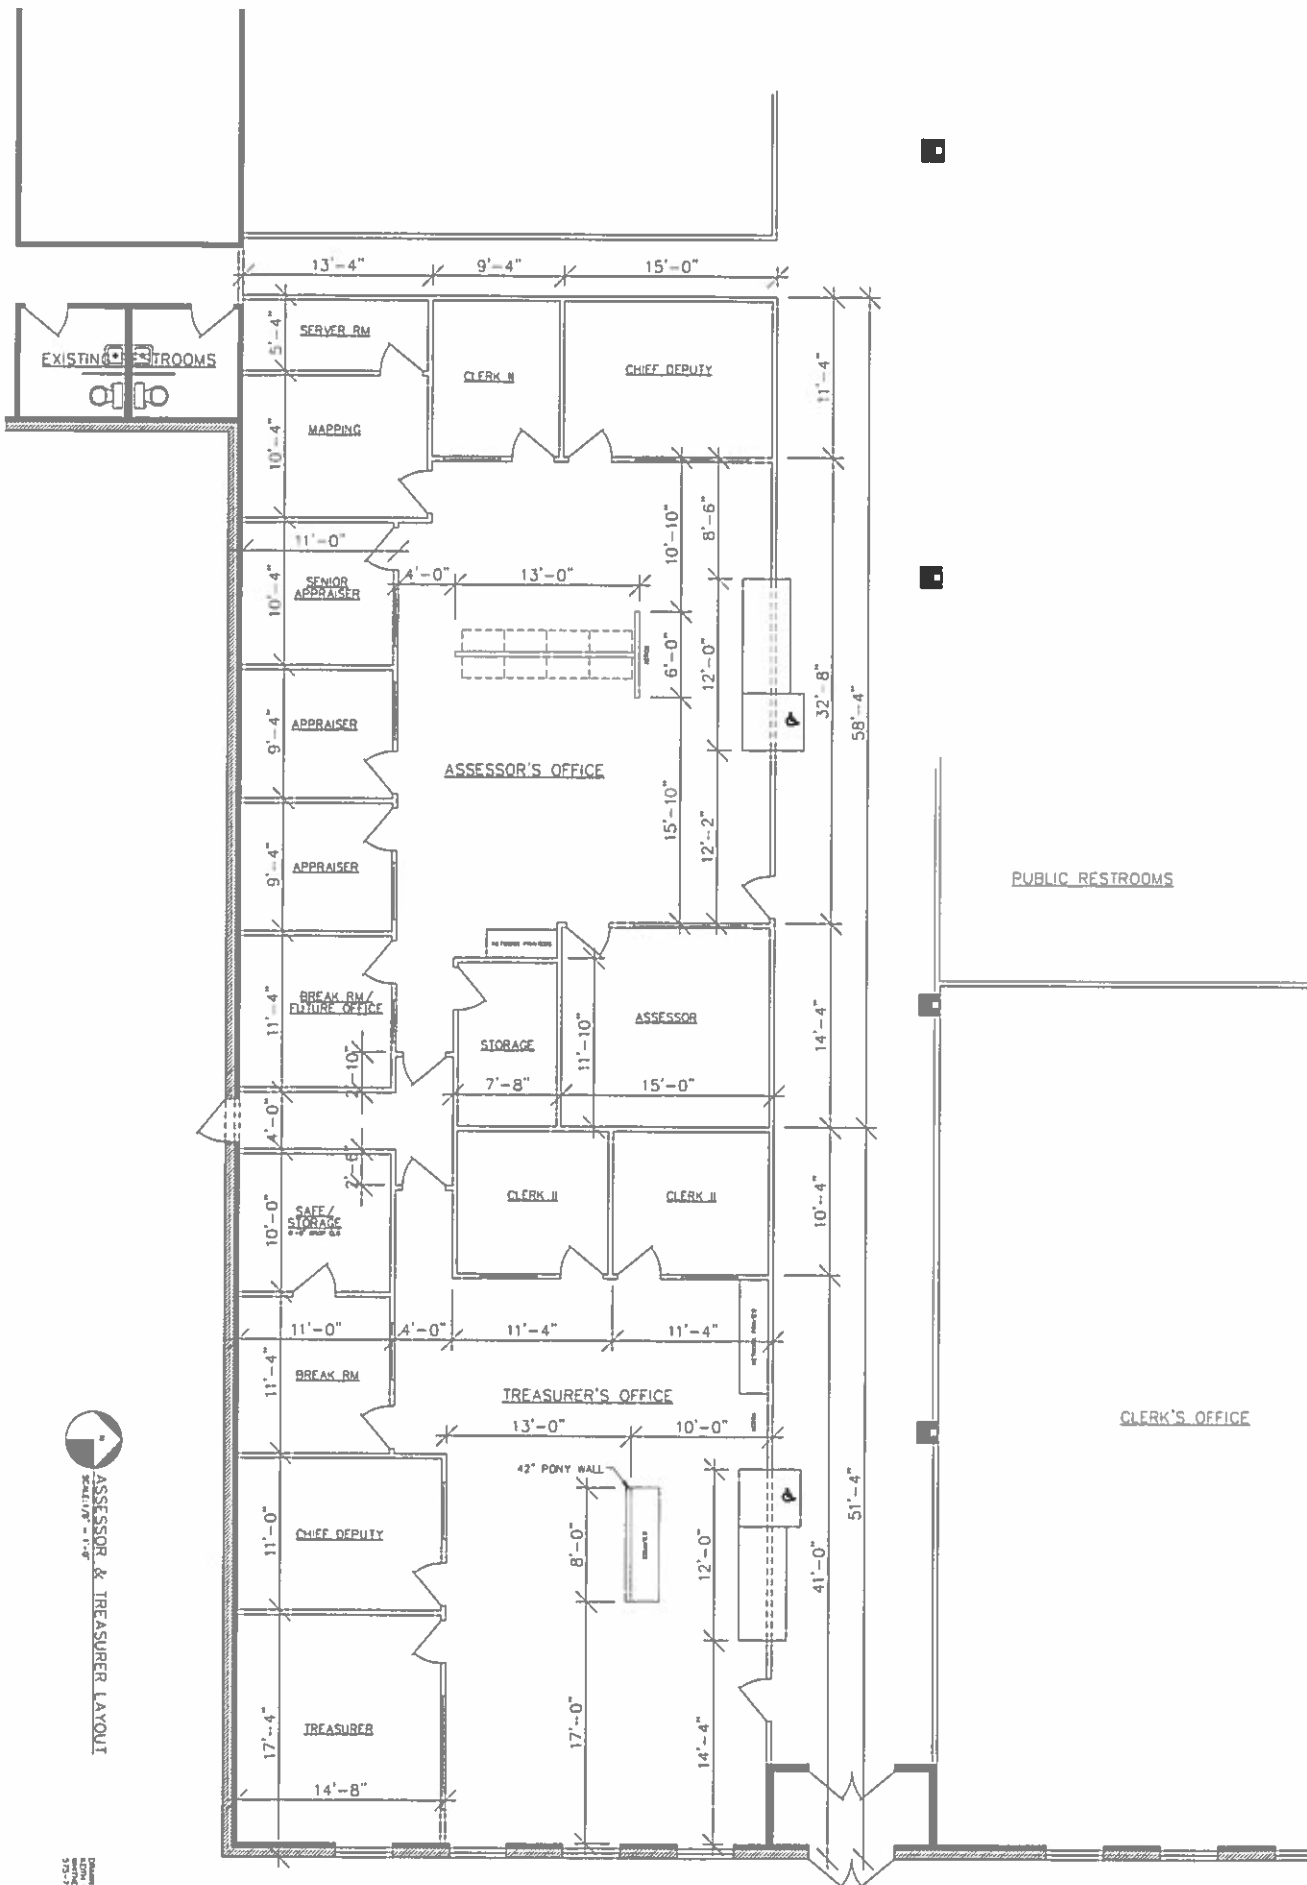 13'-4"
9'-4"
15'-0"
5'-4"
SERVER RM
EXISTING RESTROOMS
CLERK II
CHIEF DEPUTY
11'-4"
MAPPING
10'-4"
10'-10"
8'-6"
11'-0"
SENIOR
APPRAISER
10'-4"
4'-0"
13'-0"
6'-0"
12'-0"
32'-8"
58'-4"
APPRAISER
9'-4"
ASSESSOR'S OFFICE
15'-10"
12'-2"
APPRAISER
9'-4"
PUBLIC RESTROOMS
BREAK RM/
FUTURE OFFICE
11'-4"
2'-10"
STORAGE
11'-10"
ASSESSOR
14'-4"
7'-8"
15'-0"
4'-0"
2'-6"
CLERK II
CLERK II
10'-4"
SAFE/
STORAGE
10'-0"
11'-0"
4'-0"
11'-4"
11'-4"
BREAK RM
11'-4"
TREASURER'S OFFICE
CLERK'S OFFICE
13'-0"
10'-0"
42" PONY WALL
CHIEF DEPUTY
11'-0"
8'-0"
12'-0"
41'-0"
51'-4"
TREASURER
17'-4"
17'-0"
14'-4"
14'-8"
ASSESSOR & TREASURER LAYOUT
SCALE: 1/8" = 1'-0"